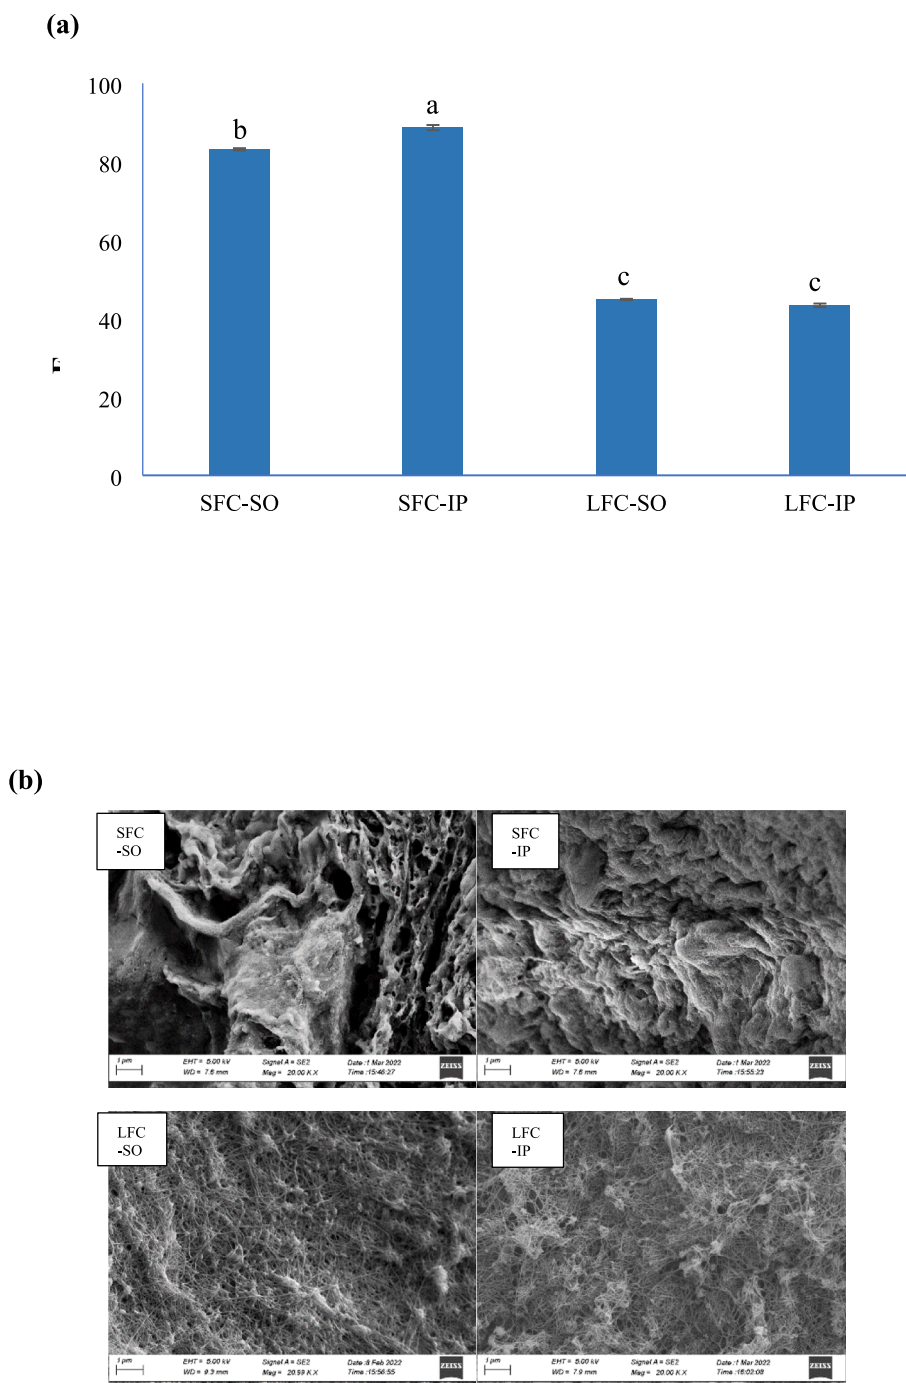 (a)
100
80
60
40
20
0
b
a
c
c
SFC-SO
SFC-IP
LFC-SO
LFC-IP
(b)
SFC
-SO
SFC
-IP
1 µm
EHT = 5.00 kV
WD = 7.6 mm
Signal A = SE2
Mag = 20.00 K X
Date :1 Mar 2022
Time :15:46:27
ZEISS
1 µm
EHT = 5.00 kV
WD = 7.6 mm
Signal A = SE2
Mag = 20.00 K X
Date :1 Mar 2022
Time :15:55:23
ZEISS
LFC
-SO
LFC
-IP
1 µm
EHT = 5.00 kV
WD = 9.3 mm
Signal A = SE2
Mag = 20.59 K X
Date :8 Feb 2022
Time :15:56:55
ZEISS
1 µm
EHT = 5.00 kV
WD = 7.9 mm
Signal A = SE2
Mag = 20.00 K X
Date :1 Mar 2022
Time :16:02:08
ZEISS